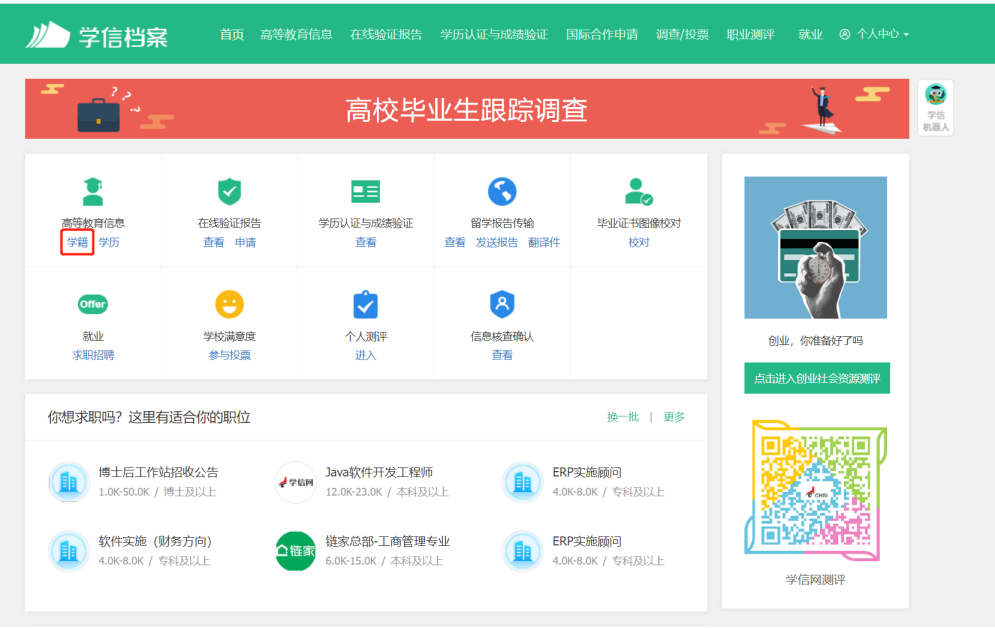 学信档案
首页 高等教育信息 在线验证报告 学历认证与成绩验证 国际合作申请 调查/投票 职业测评 就业 个人中心
???
高校毕业生跟踪调查
学信
机器人
高等教育信息
学籍 学历
在线验证报告
查看 申请
学历认证与成绩验证
查看
留学报告传输
查看 发送报告 翻译件
毕业证书图像校对
校对
Offer
就业
求职招聘
学校满意度
参与投票
个人测评
进入
信息核查确认
查看
创业，你准备好了吗
点击进入创业社会资源测评
你想求职吗？这里有适合你的职位
换一批 | 更多
博士后工作站招收公告
1.0K-50.0K / 博士及以上
学信网
Java软件开发工程师
12.0K-23.0K / 本科及以上
ERP实施顾问
4.0K-8.0K / 专科及以上
软件实施（财务方向)
4.0K-8.0K / 专科及以上
链家
链家总部-工商管理专业
6.0K-15.0K / 本科及以上
ERP实施顾问
4.0K-8.0K / 专科及以上
CHSI
学信网测评